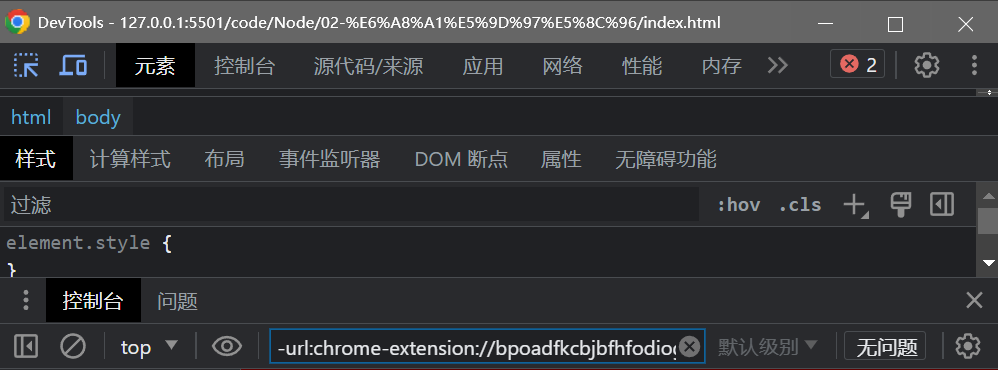 DevTools - 127.0.0.1:5501/code/Node/02-%E6%A8%A1%E5%9D%97%E5%8C%96/index.html
元素 控制台 源代码/来源 应用 网络 性能 内存 2
html body
样式 计算样式 布局 事件监听器 DOM 断点 属性 无障碍功能
过滤 :hov .cls
element.style {
}
控制台 问题
top -url:chrome-extension://bpoadfkcbjbfhfodiog 默认级别 无问题